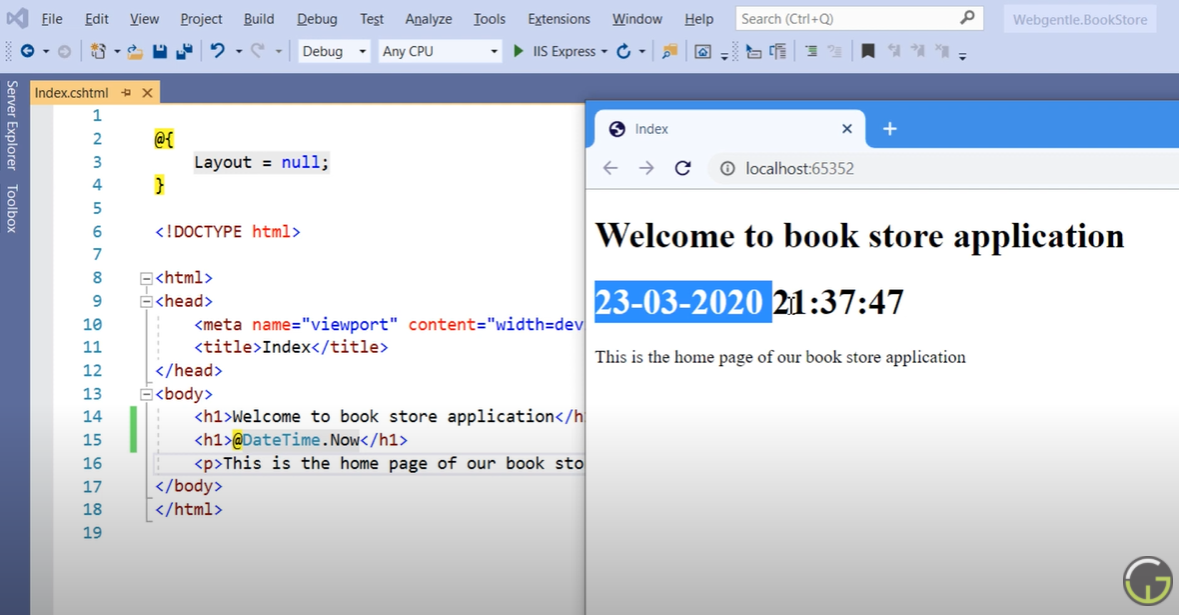 File Edit View Project Build Debug Test Analyze Tools Extensions Window Help Search (Ctrl+Q) Webgentle.BookStore
Debug Any CPU IIS Express
Server Explorer
Toolbox
Index.cshtml
1
2 @{
3 Layout = null;
4 }
5
6 <!DOCTYPE html>
7
8 <html>
9 <head>
10 <meta name="viewport" content="width=dev
11 <title>Index</title>
12 </head>
13 <body>
14 <h1>Welcome to book store application</h
15 <h1>@DateTime.Now</h1>
16 <p>This is the home page of our book sto
17 </body>
18 </html>
19
Index
localhost:65352
Welcome to book store application
23-03-2020 21:37:47
This is the home page of our book store application